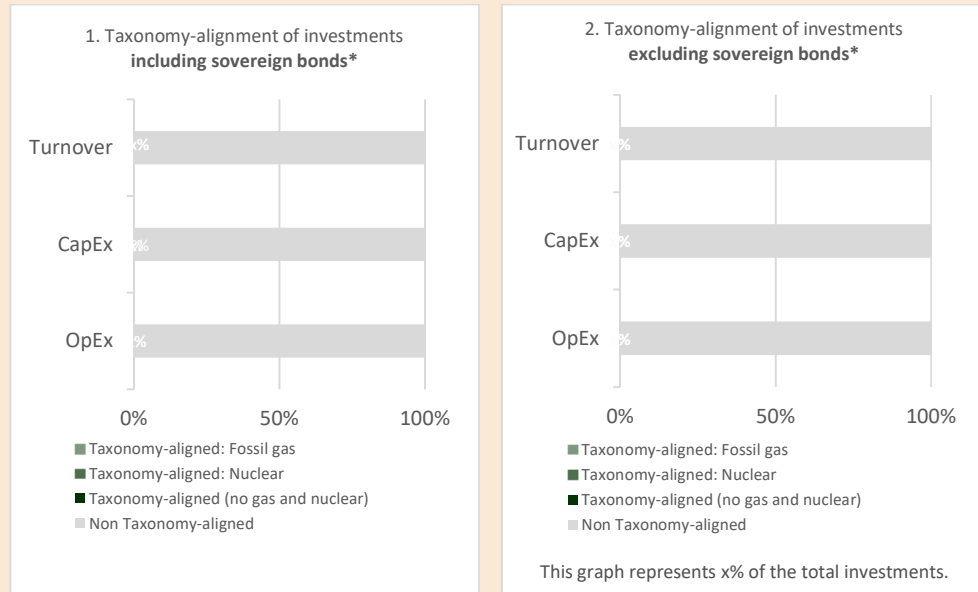 1. Taxonomy-alignment of investments
including sovereign bonds*
Turnover
x%
CapEx
%
OpEx
%
0% 50% 100%
Taxonomy-aligned: Fossil gas
Taxonomy-aligned: Nuclear
Taxonomy-aligned (no gas and nuclear)
Non Taxonomy-aligned
2. Taxonomy-alignment of investments
excluding sovereign bonds*
Turnover
%
CapEx
%
OpEx
%
0% 50% 100%
Taxonomy-aligned: Fossil gas
Taxonomy-aligned: Nuclear
Taxonomy-aligned (no gas and nuclear)
Non Taxonomy-aligned
This graph represents x% of the total investments.